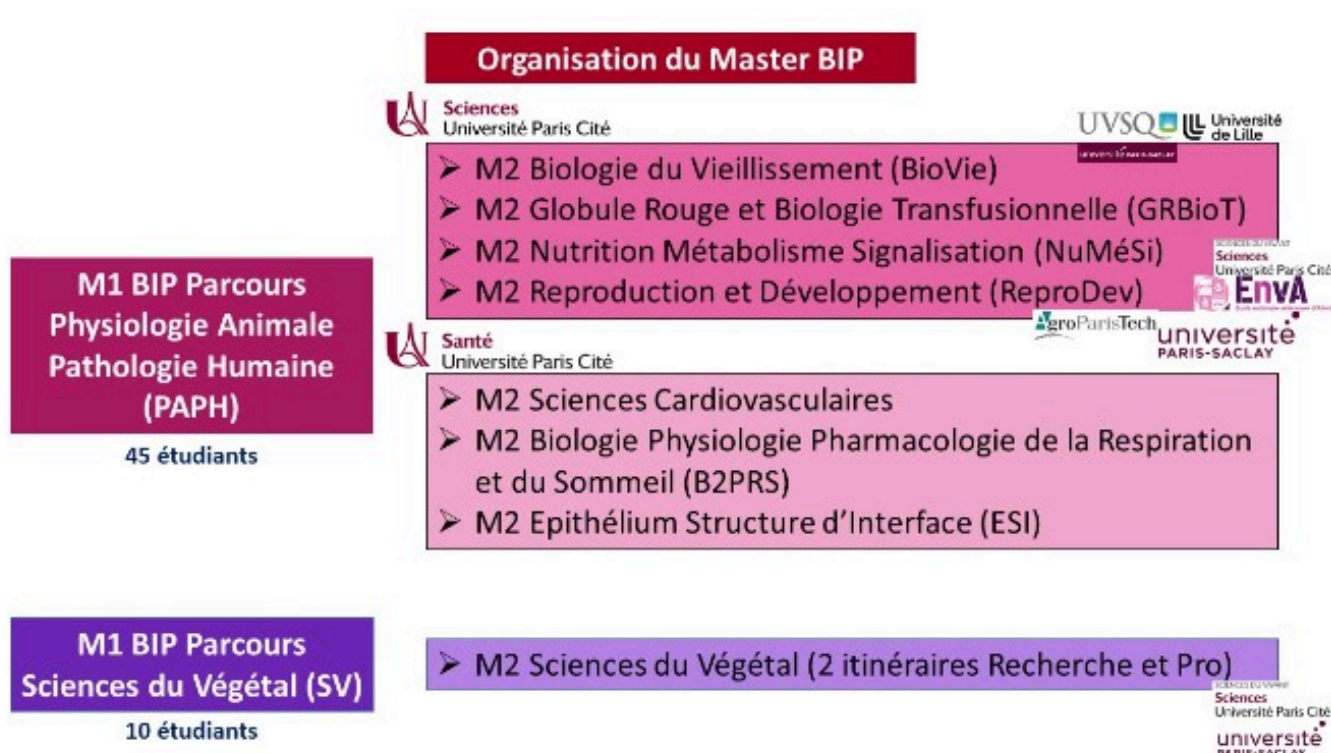 Organisation du Master BIP
Sciences
Université Paris Cité
UVSQ
université PARIS-SACLAY
Université
de Lille
➤ M2 Biologie du Vieillissement (BioVie)
➤ M2 Globule Rouge et Biologie Transfusionnelle (GRBioT)
➤ M2 Nutrition Métabolisme Signalisation (NuMéSi)
➤ M2 Reproduction et Développement (ReproDev)
Sciences
Université Paris Cité
EnvA
AgroParisTech
université
PARIS-SACLAY
M1 BIP Parcours
Physiologie Animale
Pathologie Humaine
(PAPH)
45 étudiants
Santé
Université Paris Cité
➤ M2 Sciences Cardiovasculaires
➤ M2 Biologie Physiologie Pharmacologie de la Respiration
et du Sommeil (B2PRS)
➤ M2 Epithélium Structure d’Interface (ESI)
M1 BIP Parcours
Sciences du Végétal (SV)
10 étudiants
➤ M2 Sciences du Végétal (2 itinéraires Recherche et Pro)
Sciences
Université Paris Cité
université
PARIS-SACLAY